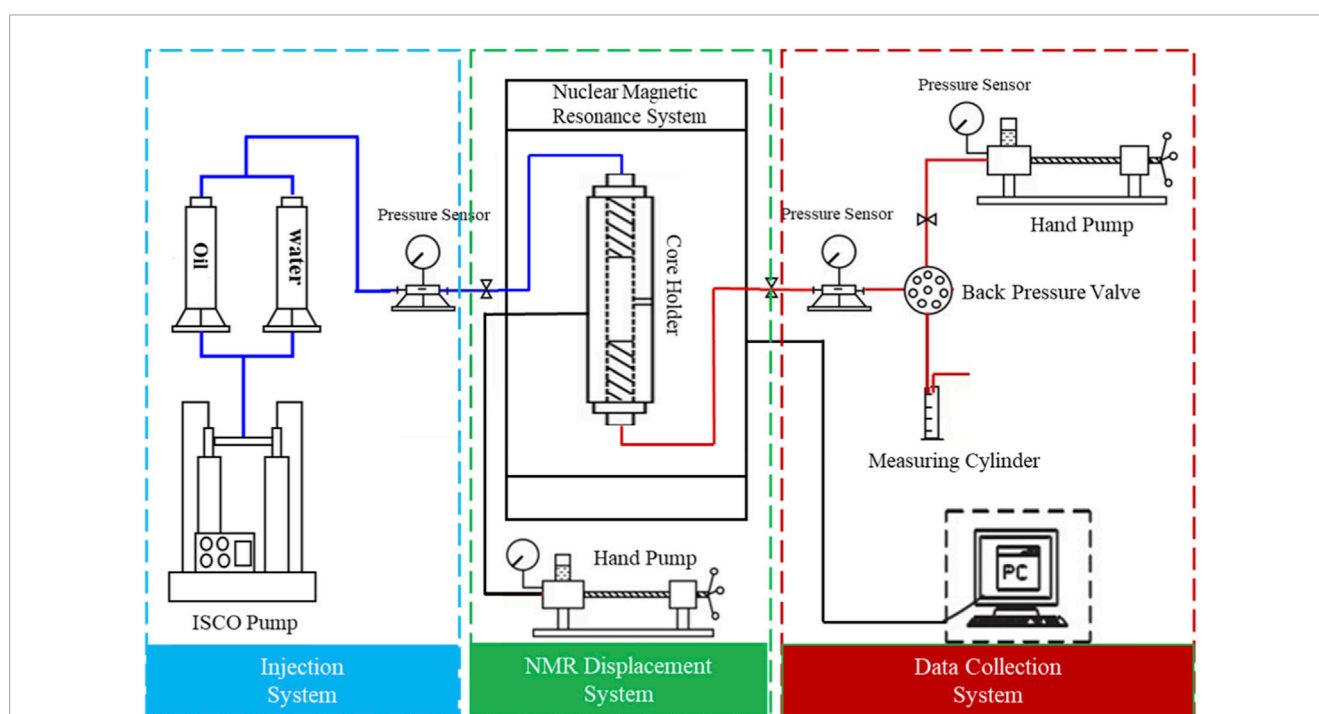 Nuclear Magnetic
Resonance System
Pressure Sensor
Oil
water
Pressure Sensor
Core Holder
Pressure Sensor
Hand Pump
Back Pressure Valve
Measuring Cylinder
Hand Pump
PC
ISCO Pump
Injection
System
NMR Displacement
System
Data Collection
System